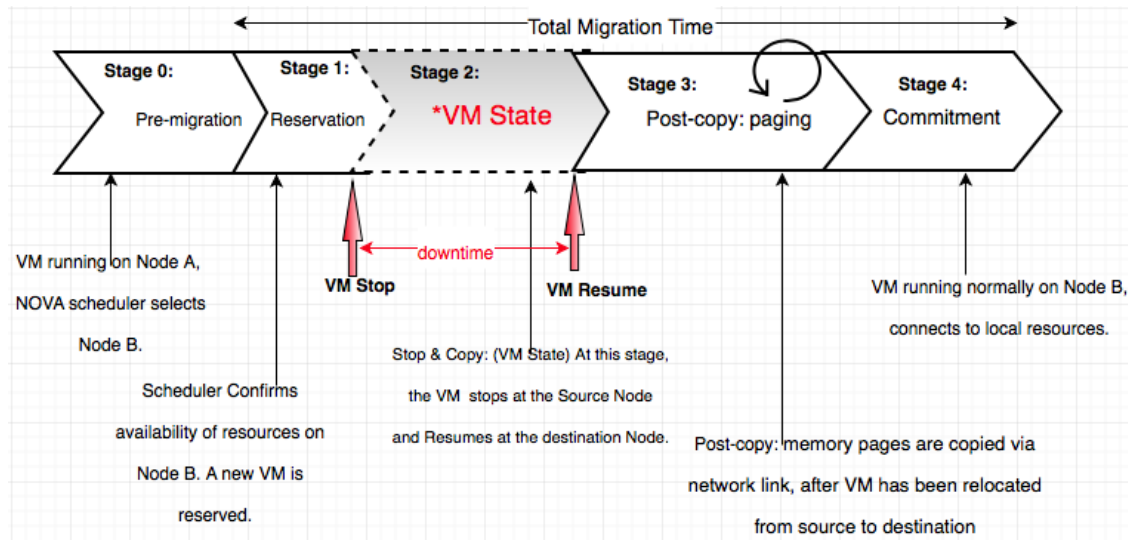 Total Migration Time
Stage 0:
Pre-migration
Stage 1:
Reservation
Stage 2:
*VM State
Stage 3:
Post-copy: paging
Stage 4:
Commitment
downtime
VM Stop
VM Resume
VM running on Node A,
NOVA scheduler selects
Node B.
Scheduler Confirms
availability of resources on
Node B. A new VM is
reserved.
Stop & Copy: (VM State) At this stage,
the VM stops at the Source Node
and Resumes at the destination Node.
Post-copy: memory pages are copied via
network link, after VM has been relocated
from source to destination
VM running normally on Node B,
connects to local resources.